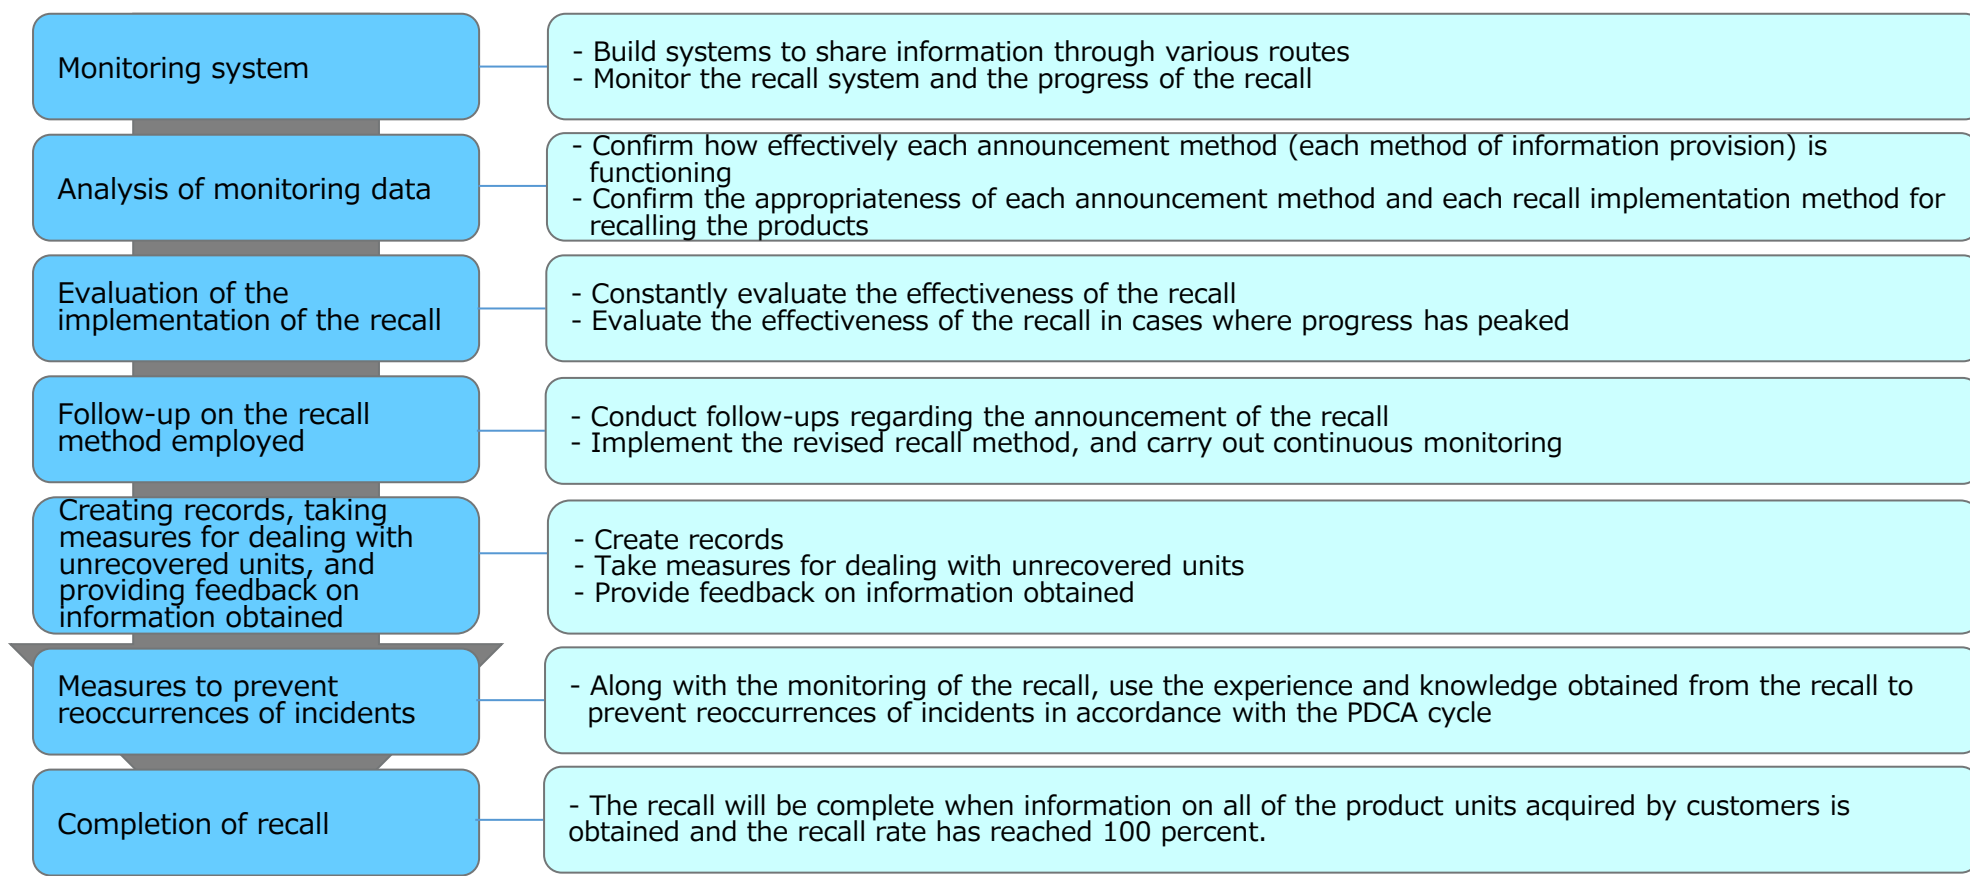 Monitoring system
- Build systems to share information through various routes
- Monitor the recall system and the progress of the recall
Analysis of monitoring data
- Confirm how effectively each announcement method (each method of information provision) is
functioning
- Confirm the appropriateness of each announcement method and each recall implementation method for
recalling the products
Evaluation of the
implementation of the recall
- Constantly evaluate the effectiveness of the recall
- Evaluate the effectiveness of the recall in cases where progress has peaked
Follow-up on the recall
method employed
- Conduct follow-ups regarding the announcement of the recall
- Implement the revised recall method, and carry out continuous monitoring
Creating records, taking
measures for dealing with
unrecovered units, and
providing feedback on
information obtained
- Create records
- Take measures for dealing with unrecovered units
- Provide feedback on information obtained
Measures to prevent
reoccurrences of incidents
- Along with the monitoring of the recall, use the experience and knowledge obtained from the recall to
prevent reoccurrences of incidents in accordance with the PDCA cycle
Completion of recall
- The recall will be complete when information on all of the product units acquired by customers is
obtained and the recall rate has reached 100 percent.